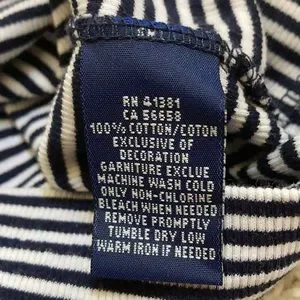 RN 41381
CA 56658
100% COTTON/COTON
EXCLUSIVE OF
DECORATION
GARNITURE EXCLUE
MACHINE WASH COLD
ONLY NON-CHLORINE
BLEACH WHEN NEEDED
REMOVE PROMPTLY
TUMBLE DRY LOW
WARM IRON IF NEEDED